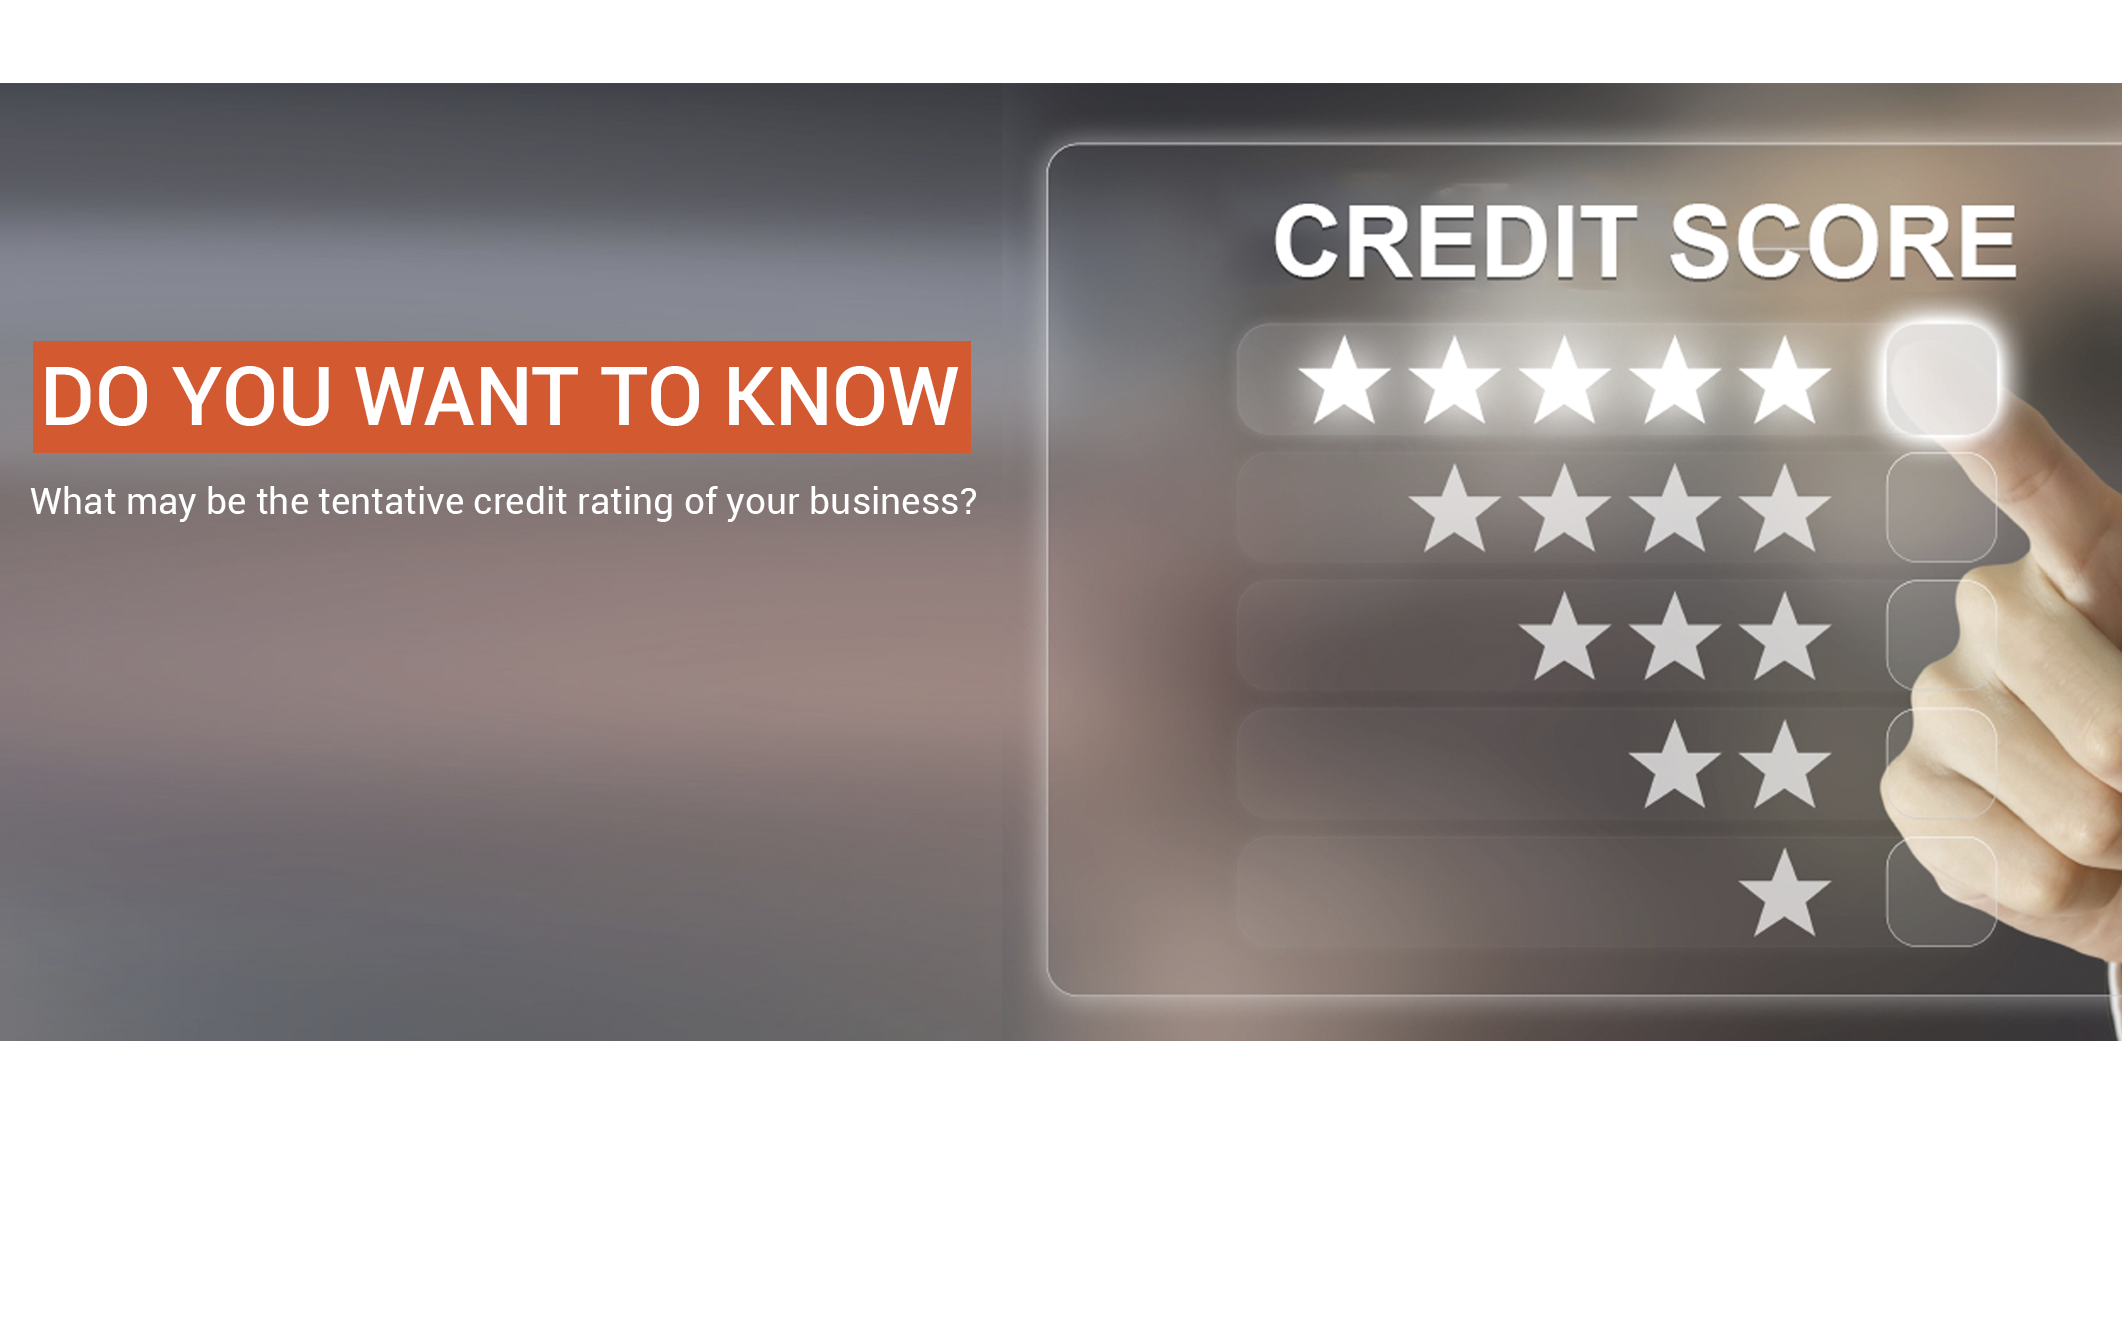 DO YOU WANT TO KNOW
What may be the tentative credit rating of your business?
CREDIT SCORE